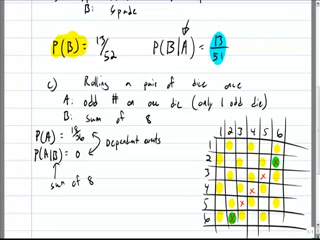 B: Spade
P(B) = 13/52 P(B|A) = 13/51
c) Rolling a pair of dice once
A: odd # on one die (only 1 odd die)
B: sum of 8
P(A) = 18/36
P(A|B) = 0
Dependent events
sum of 8
1 2 3 4 5 6
1
2 x
3 x
4 x
5 x
6 x